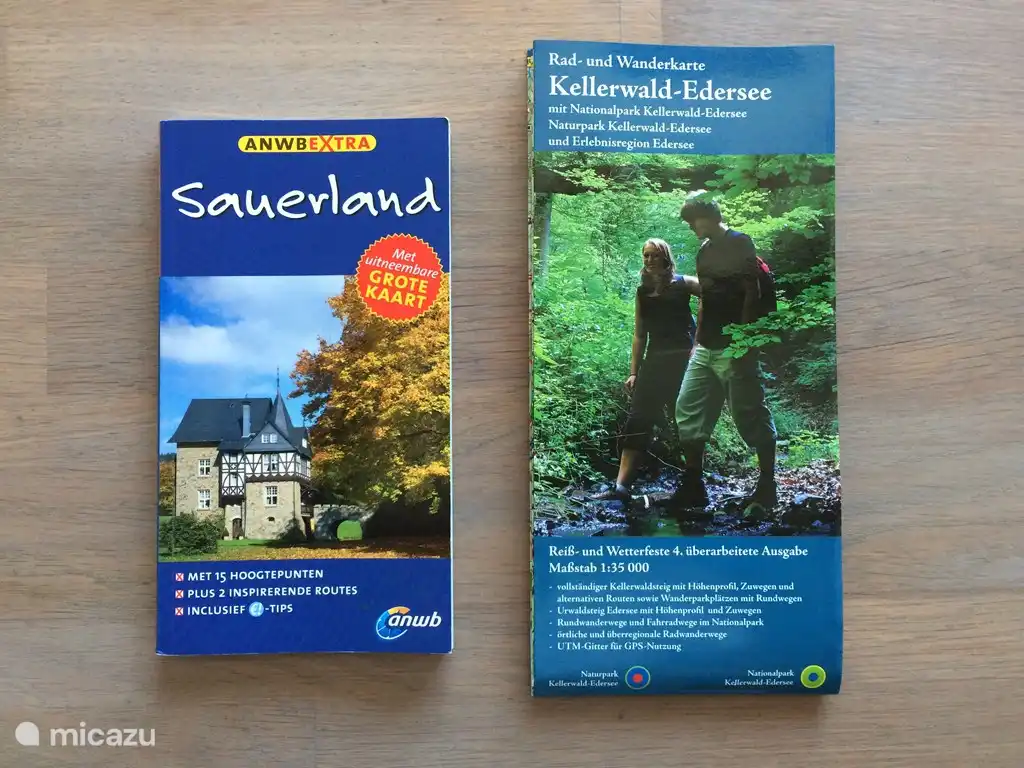 ANWBEXTRA
Sauerland
Met
uitneembare
GROTE
KAART
MET 15 HOOGTEPUNTEN
PLUS 2 INSPIRERENDE ROUTES
INCLUSIEF -TIPS
anwb
Rad- und Wanderkarte
Kellerwald-Edersee
mit Nationalpark Kellerwald-Edersee
Naturpark Kellerwald-Edersee
und Erlebnisregion Edersee
Reiß- und Wetterfeste 4. überarbeitete Ausgabe
Maßstab 1:35 000
- vollständiger Kellerwaldsteig mit Höhenprofil, Zuwegen und
alternativen Routen sowie Wanderparkplätzen mit Rundwegen
- Urwaldsteig Edersee mit Höhenprofil und Zuwegen
- Rundwanderwege und Fahrradwege im Nationalpark
- örtliche und überregionale Radwanderwege
- UTM-Gitter für GPS-Nutzung
Naturpark
Kellerwald-Edersee
Nationalpark
Kellerwald-Edersee
micazu